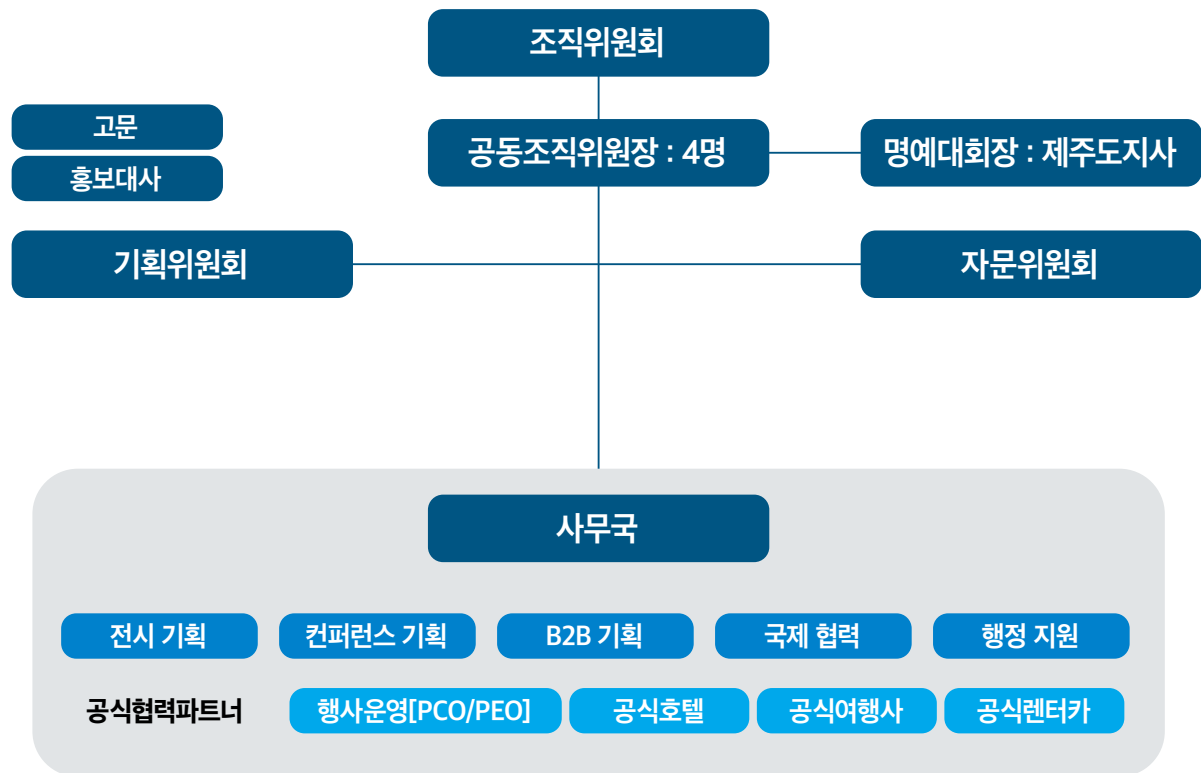 조직위원회
고문
홍보대사
공동조직위원장 : 4명
명예대회장 : 제주도지사
기획위원회
자문위원회
사무국
전시 기획
컨퍼런스 기획
B2B 기획
국제 협력
행정 지원
공식협력파트너
행사운영[PCO/PEO]
공식호텔
공식여행사
공식렌터카